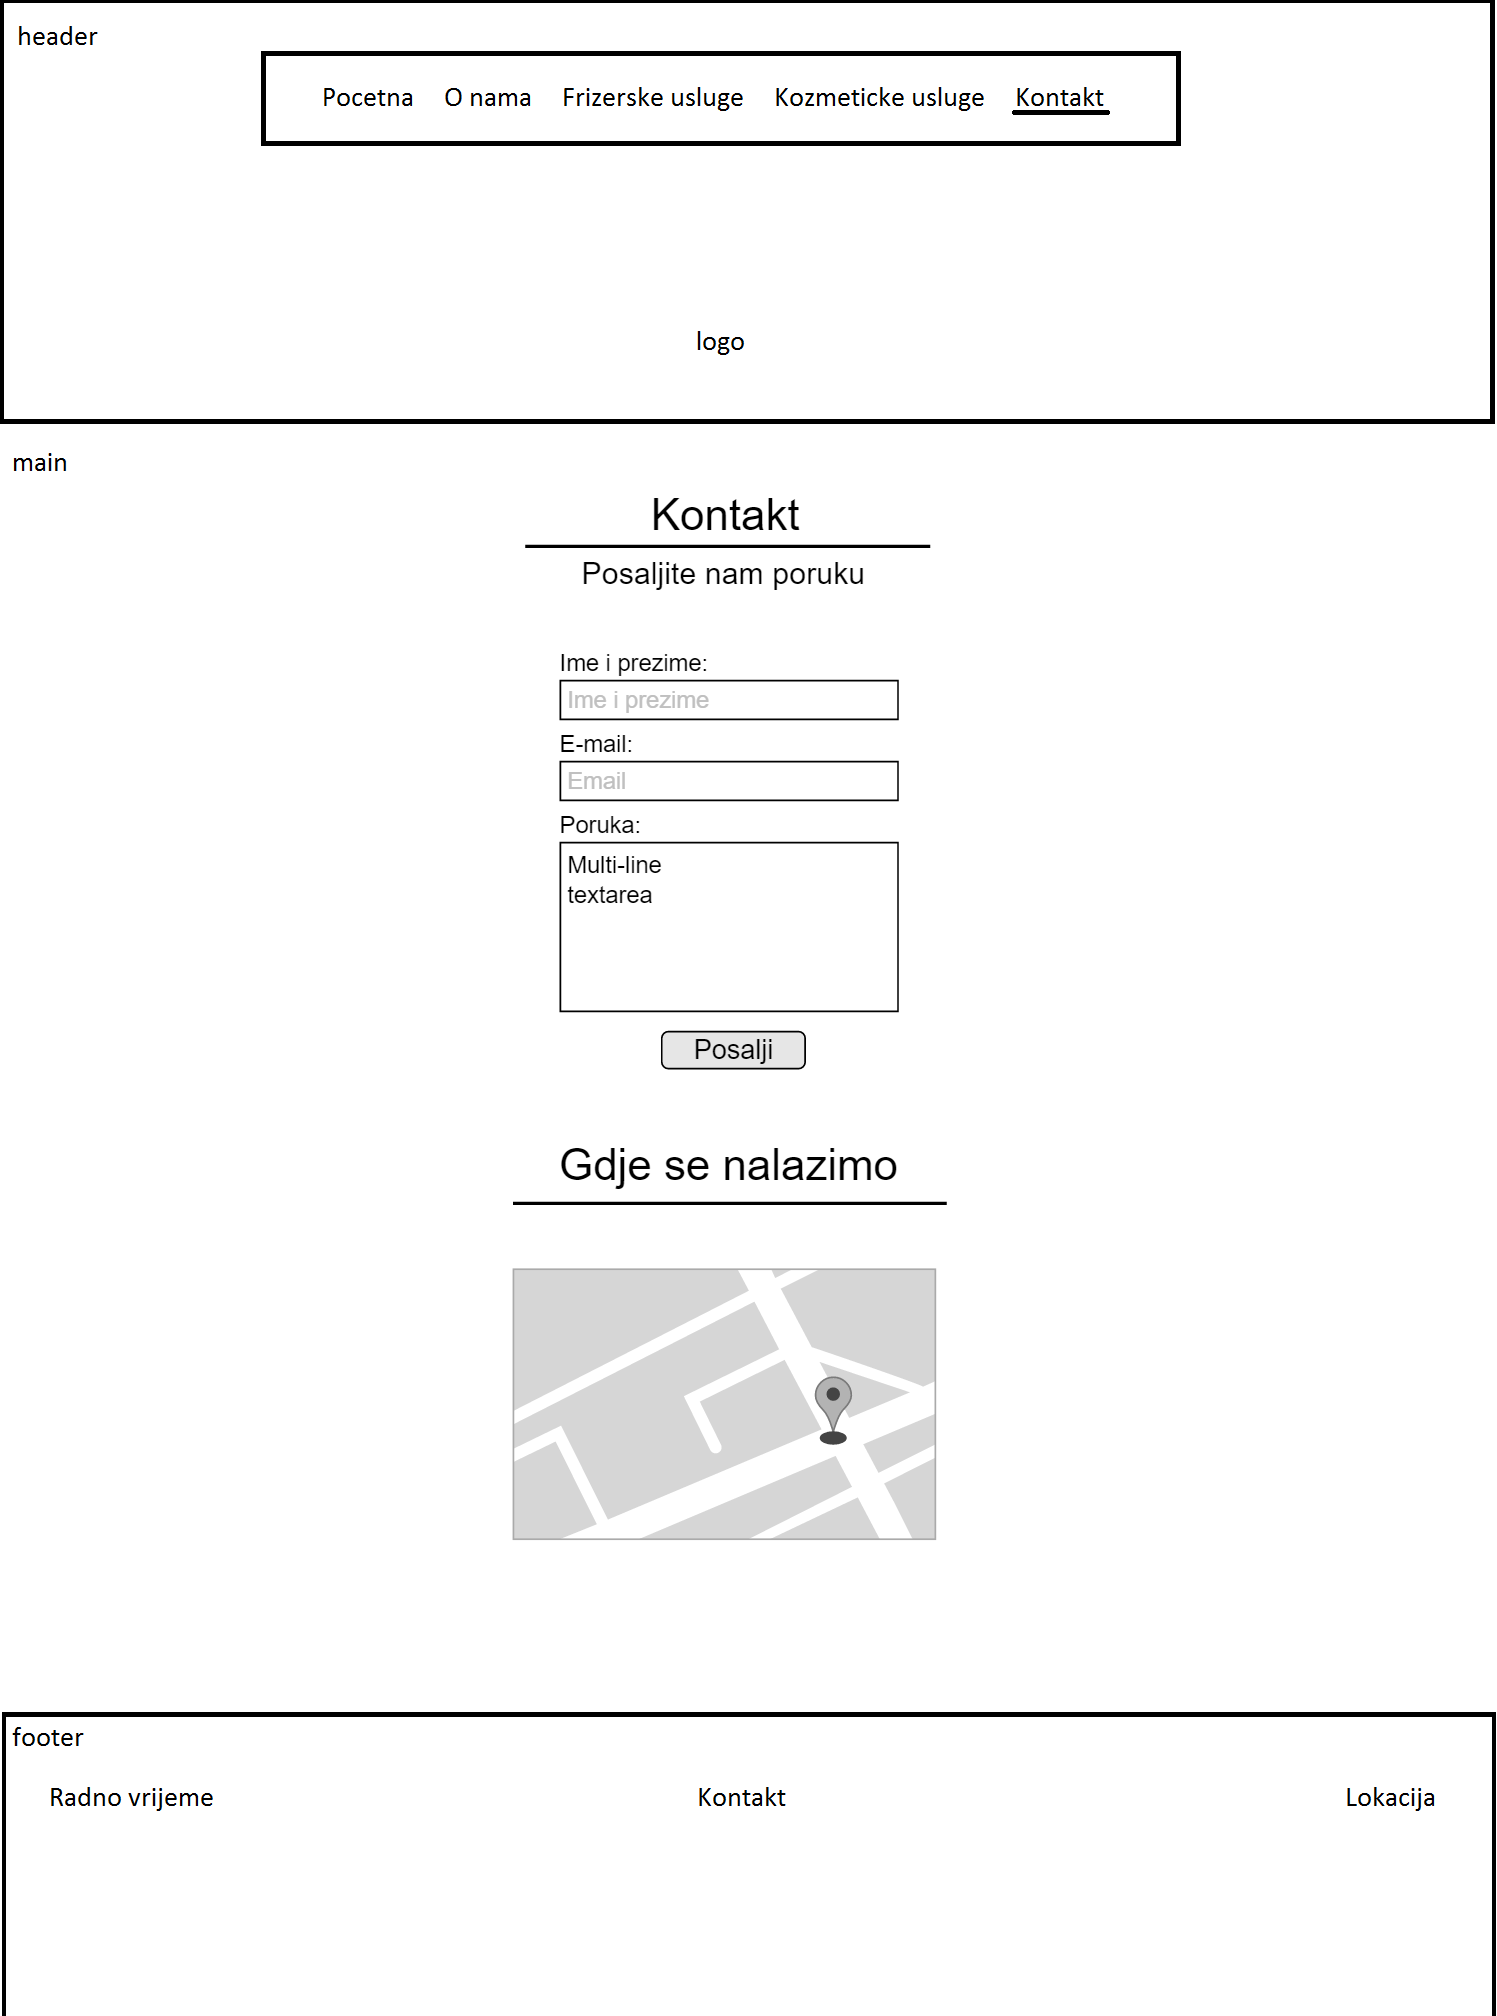 header
Pocetna O nama Frizerske usluge Kozmeticke usluge Kontakt
logo
main
Kontakt
Posaljite nam poruku
Ime i prezime:
Ime i prezime
E-mail:
Email
Poruka:
Multi-line
textarea
Posalji
Gdje se nalazimo
footer
Radno vrijeme Kontakt Lokacija